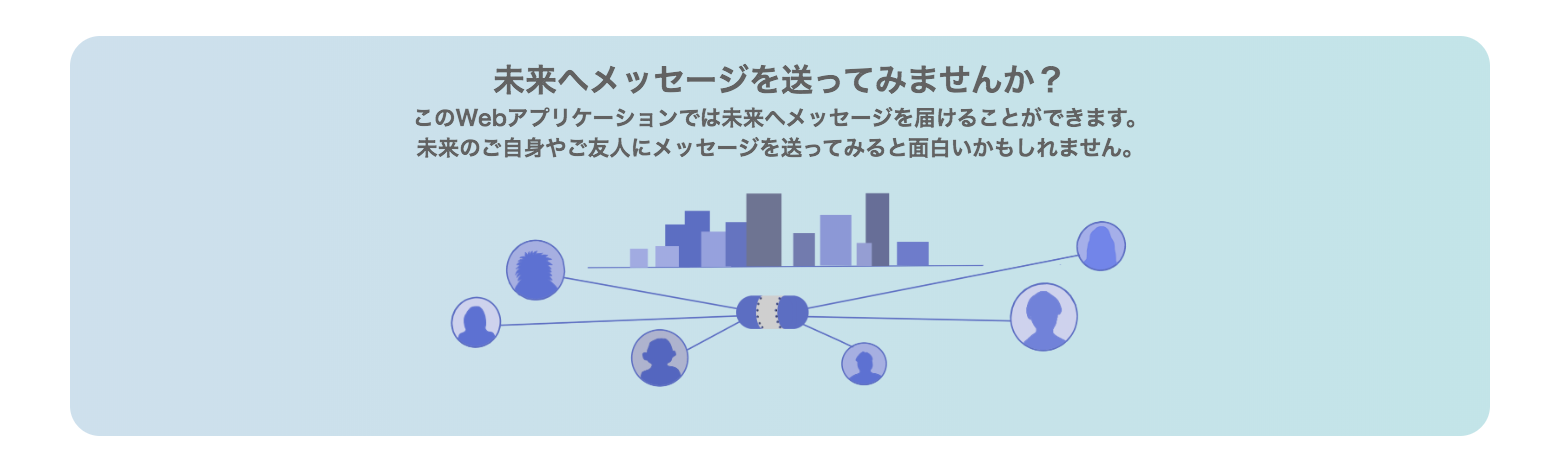 未来へメッセージを送ってみませんか？
このWebアプリケーションでは未来へメッセージを届けることができます。
未来のご自身やご友人にメッセージを送ってみると面白いかもしれません。